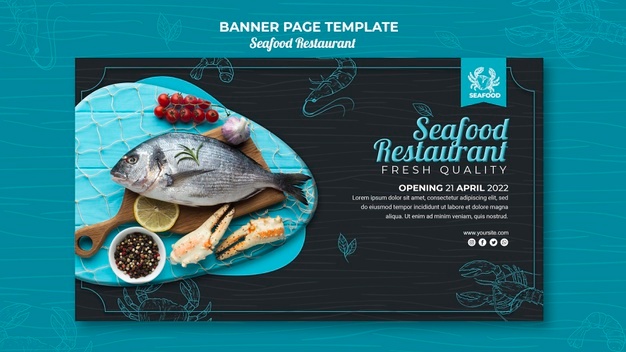 BANNER PAGE TEMPLATE
Seafood Restaurant
SEAFOOD
Seafood
Restaurant
FRESH QUALITY
OPENING 21 APRIL 2022
Lorem ipsum dolor sit amet, consectetur adipiscing elit, sed
do eiusmod tempor incididunt ut labore et dolore magna
aliqua. Ut enim ad minim veniam, quis nostrud.
www.yoursite.com